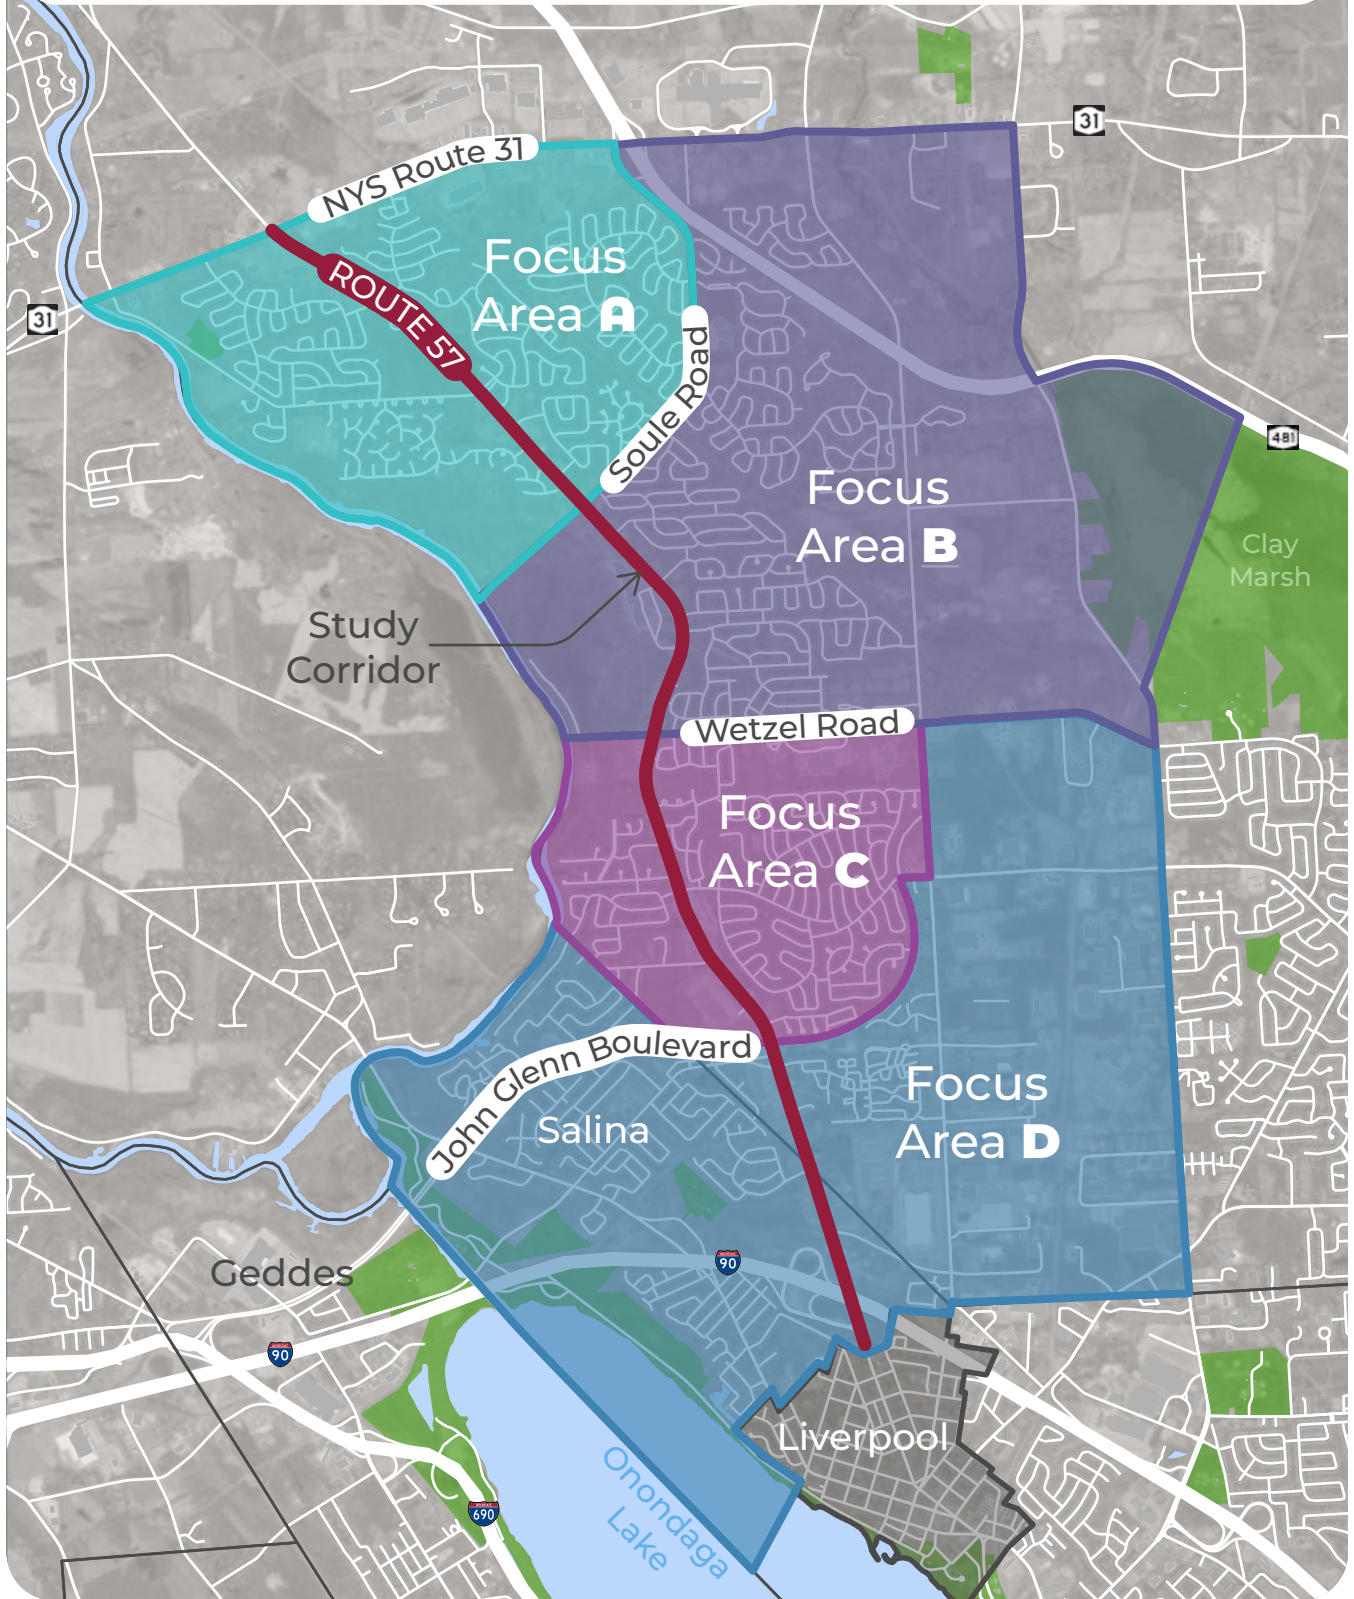 31
NYS Route 31
Focus
Area A
ROUTE 57
31
Soule Road
481
Focus
Area B
Clay
Marsh
Study
Corridor
Wetzel Road
Focus
Area C
John Glenn Boulevard
Focus
Area D
Salina
90
Geddes
90
Liverpool
Onondaga
Lake
690